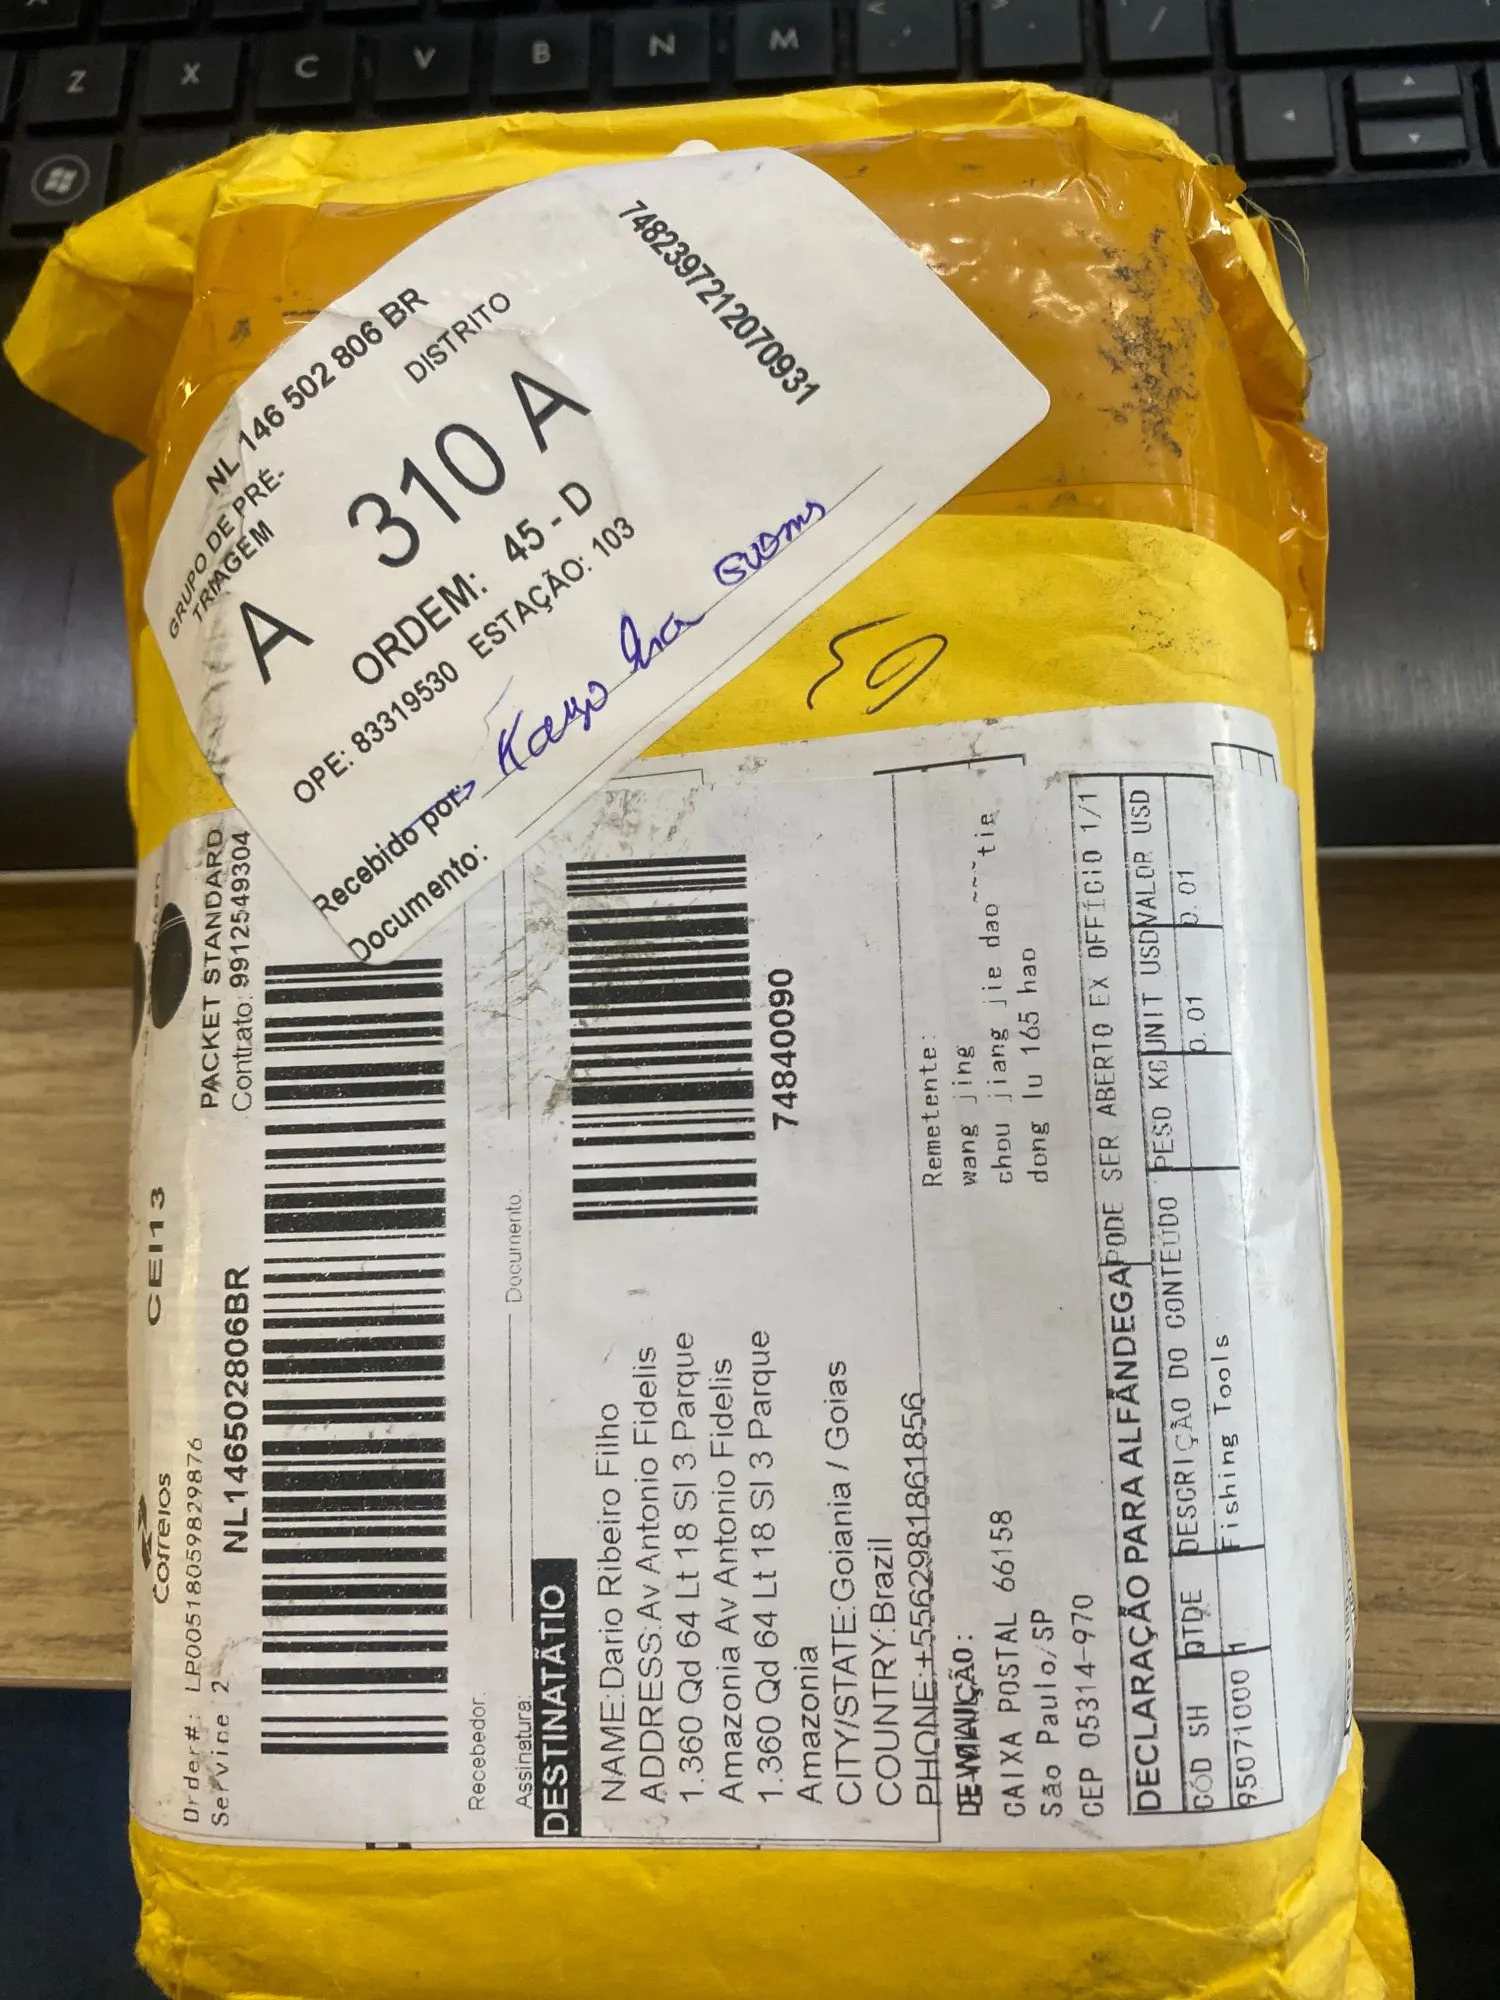 Z X C V B N M
NL 146 502 806 BR
GRUPO DE PRÉ-
TRIAGEM
DISTRITO
A 310 A
ORDEM: 45 - D
OPE: 83319530 ESTAÇÃO: 103
Recebido por:
Documento:
7482397212070931
PACKET STANDARD
Contrato: 9912549304
CEI13
Correios
Order#: LP00518059829876
Service 2
NL146502806BR
Recebedor:
Assinatura: Documento:
DESTINATÃTIO
NAME:Dario Ribeiro Filho
ADDRESS:Av Antonio Fidelis
1.360 Qd 64 Lt 18 Sl 3 Parque
Amazonia Av Antonio Fidelis
1.360 Qd 64 Lt 18 Sl 3 Parque
Amazonia
CITY/STATE:Goiania / Goias
COUNTRY:Brazil
PHONE:+5562981861856
74840090
Remetente:
wang jing
chou jiang jie dao~~~tie
dong lu 165 hao
CAIXA POSTAL 66158
São Paulo/SP
CEP 05314-970
DECLARAÇÃO PARA ALFÂNDEGA PODE SER ABERTO EX OFFÍCIO 1/1
CÓD SH QTDE DESCRIÇÃO DO CONTEÚDO PESO KG UNIT USD VALOR USD
95071000 1 Fishing Tools 0.01 0.01